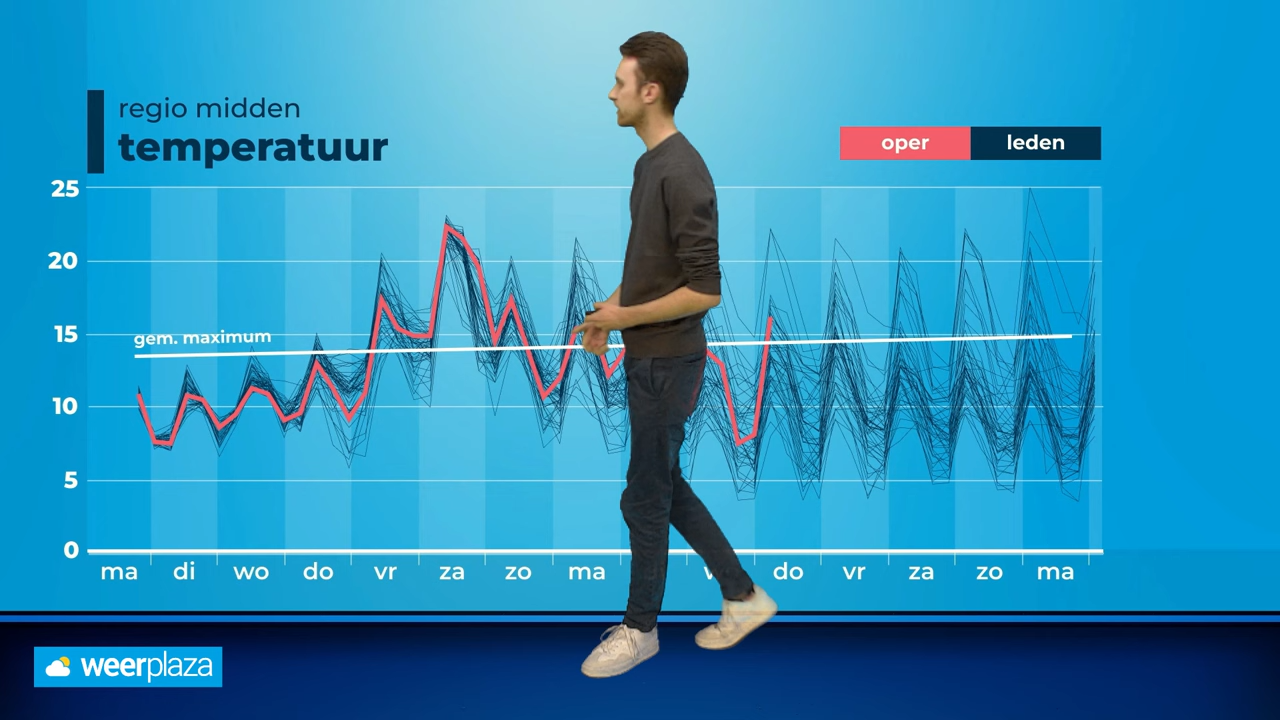 regio midden
temperatuur
oper leden
25
20
15
gem. maximum
10
5
0
ma di wo do vr za zo ma do vr za zo ma
weerplaza